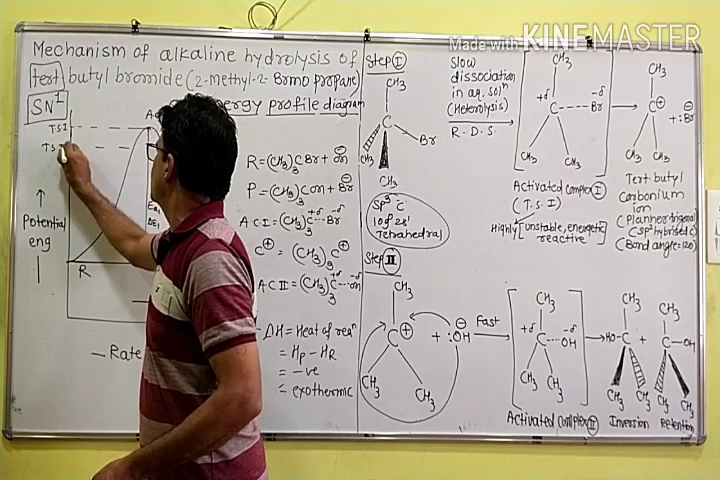 Made with KINEMASTER
Mechanism of alkaline hydrolysis of
tert butyl bromide (2-methyl-2-Bromo propane)
SN1
energy profile diagram
T.S.I
T.S
↑
Potential
eng
R
— Rate
R=(CH3)3CBr+OH⊖
P=(CH3)3COH+Br⊖
A C I=(CH3)3C+δ---Br-δ
C⊕ = (CH3)3C⊕
A C II=(CH3)3C+δ---OH-δ
-ΔH= Heat of reaⁿ
= Hp - HR
= -ve
= exothermic
Step I
CH3
C
Br
CH3
CH3
Sp3 C
109°28'
Tetrahedral
Slow
dissociation
in aq. solⁿ
(Heterolysis)
R.D.S.
CH3
+δ -δ
C---Br
CH3 CH3
Activated complex I
(T.S.I)
Highly [unstable, energetic
reactive]
CH3
C⊕ + :Br⊖
CH3 CH3
Tert butyl
Carbonium
ion
(Planner trigonal)
(Sp2 hybrised C)
(Bond angle=120)
Step II
CH3
C⊕ + :OH⊖
CH3 CH3
Fast
CH3
+δ -δ
C---OH
CH3 CH3
Activated complex II
CH3
HO-C
CH3 CH3
Inversion
+
CH3
C-OH
CH3 CH3
Retention